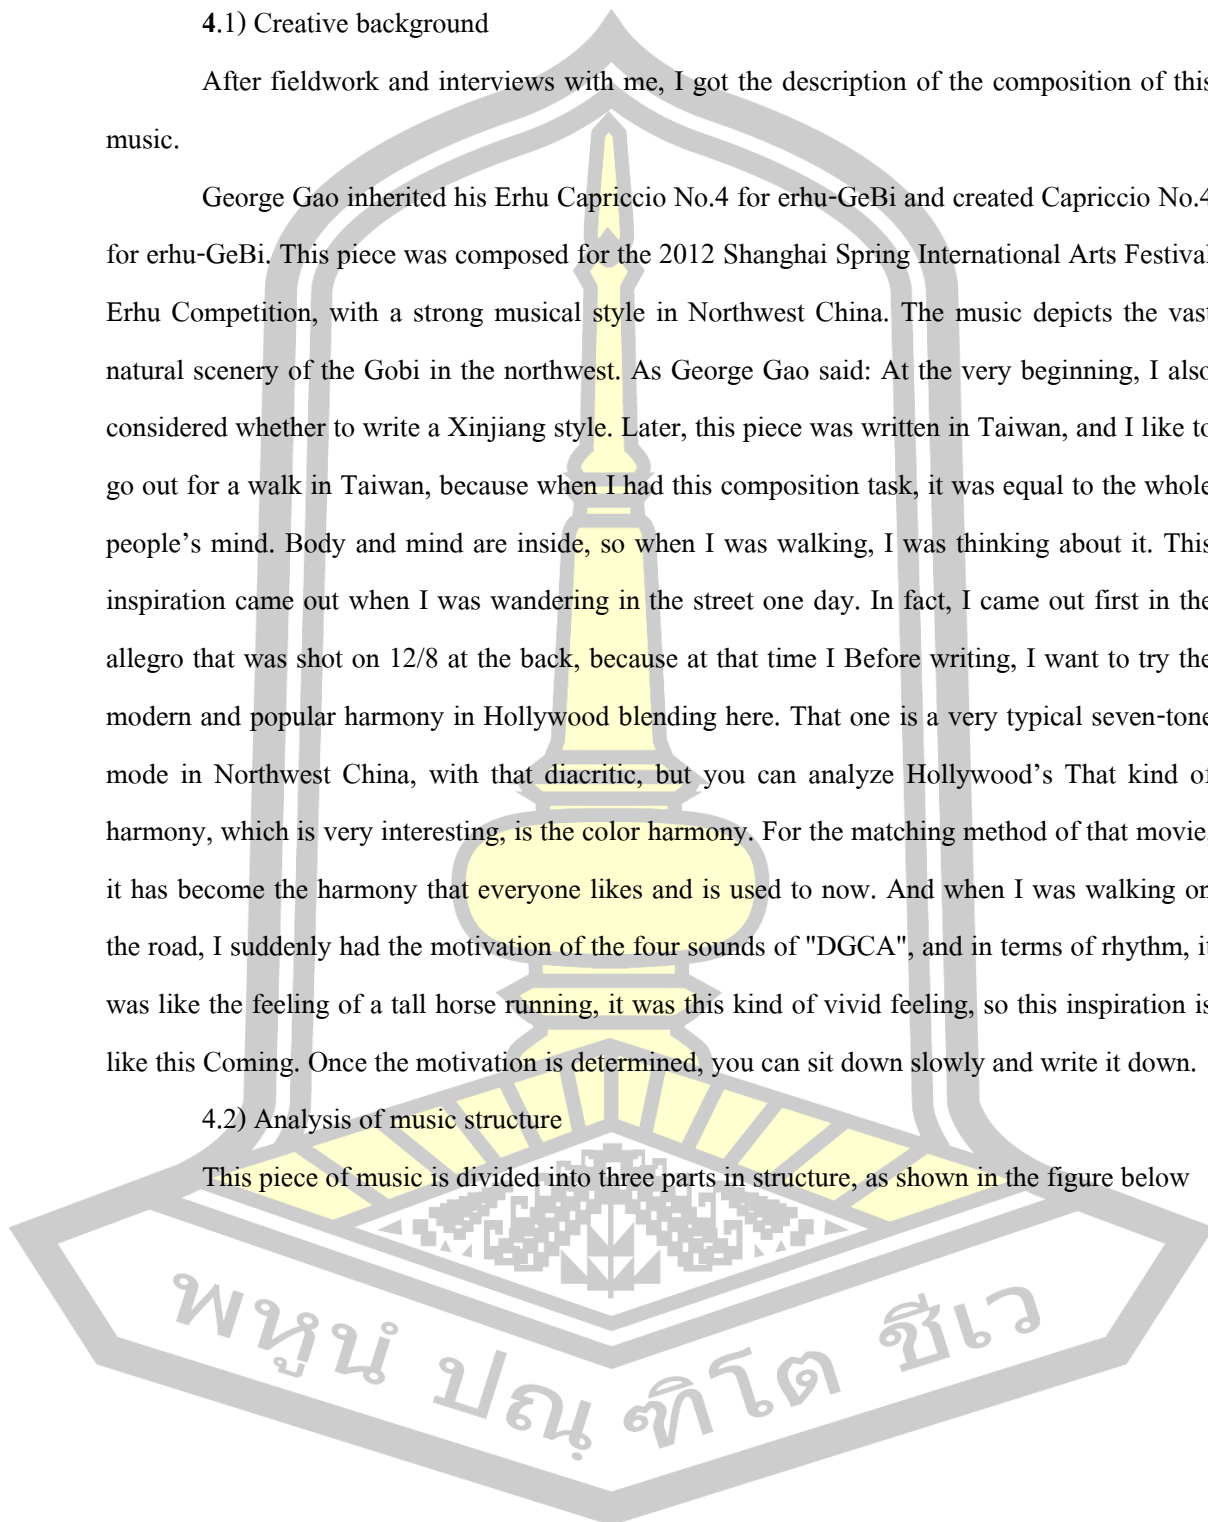 4.1) Creative background
After fieldwork and interviews with me, I got the description of the composition of this
music.
George Gao inherited his Erhu Capriccio No.4 for erhu-GeBi and created Capriccio No.4
for erhu-GeBi. This piece was composed for the 2012 Shanghai Spring International Arts Festival
Erhu Competition, with a strong musical style in Northwest China. The music depicts the vast
natural scenery of the Gobi in the northwest. As George Gao said: At the very beginning, I also
considered whether to write a Xinjiang style. Later, this piece was written in Taiwan, and I like to
go out for a walk in Taiwan, because when I had this composition task, it was equal to the whole
people’s mind. Body and mind are inside, so when I was walking, I was thinking about it. This
inspiration came out when I was wandering in the street one day. In fact, I came out first in the
allegro that was shot on 12/8 at the back, because at that time I Before writing, I want to try the
modern and popular harmony in Hollywood blending here. That one is a very typical seven-tone
mode in Northwest China, with that diacritic, but you can analyze Hollywood’s That kind of
harmony, which is very interesting, is the color harmony. For the matching method of that movie,
it has become the harmony that everyone likes and is used to now. And when I was walking on
the road, I suddenly had the motivation of the four sounds of "DGCA", and in terms of rhythm, it
was like the feeling of a tall horse running, it was this kind of vivid feeling, so this inspiration is
like this Coming. Once the motivation is determined, you can sit down slowly and write it down.
4.2) Analysis of music structure
This piece of music is divided into three parts in structure, as shown in the figure below
พหูนํ ปณฺฑิโต ชีเว